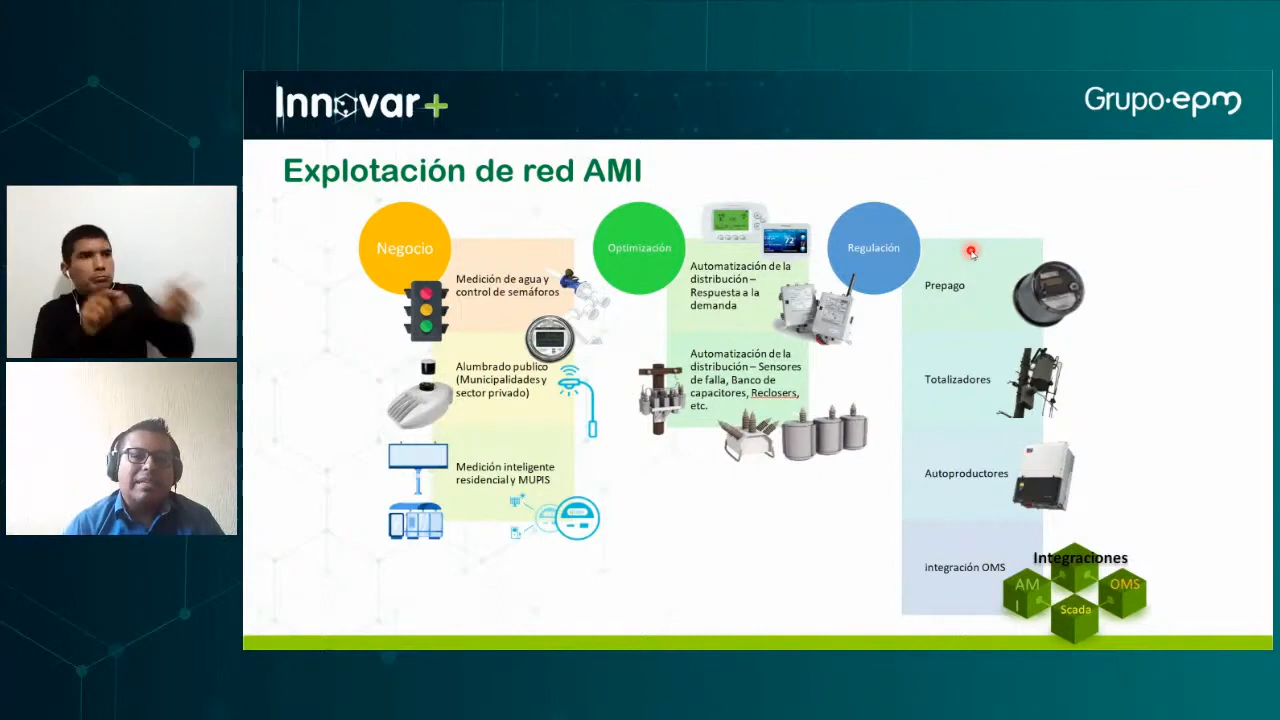 Innovar+
Grupo·epm
Explotación de red AMI
Negocio
Medición de agua y
control de semáforos
Alumbrado publico
(Municipalidades y
sector privado)
Medición inteligente
residencial y MUPIS
Optimización
Automatización de la
distribución –
Respuesta a la
demanda
Automatización de la
distribución – Sensores
de falla, Banco de
capacitores, Reclosers,
etc.
Regulación
Prepago
Totalizadores
Autoproductores
integración OMS
Integraciones
AM
I
OMS
Scada